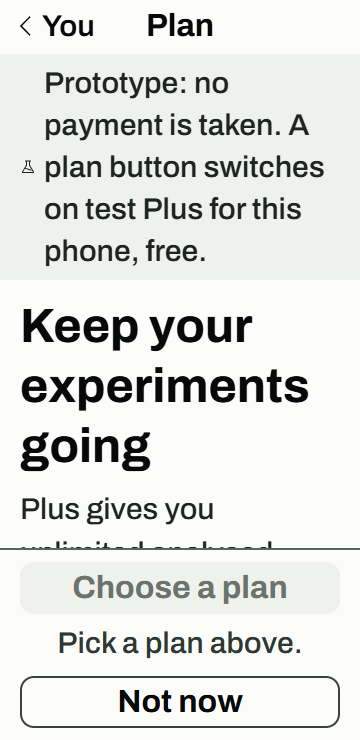 You
Plan
Prototype: no
payment is taken. A
plan button switches
on test Plus for this
phone, free.
Keep your
experiments
going
Plus gives you
Choose a plan
Pick a plan above.
Not now